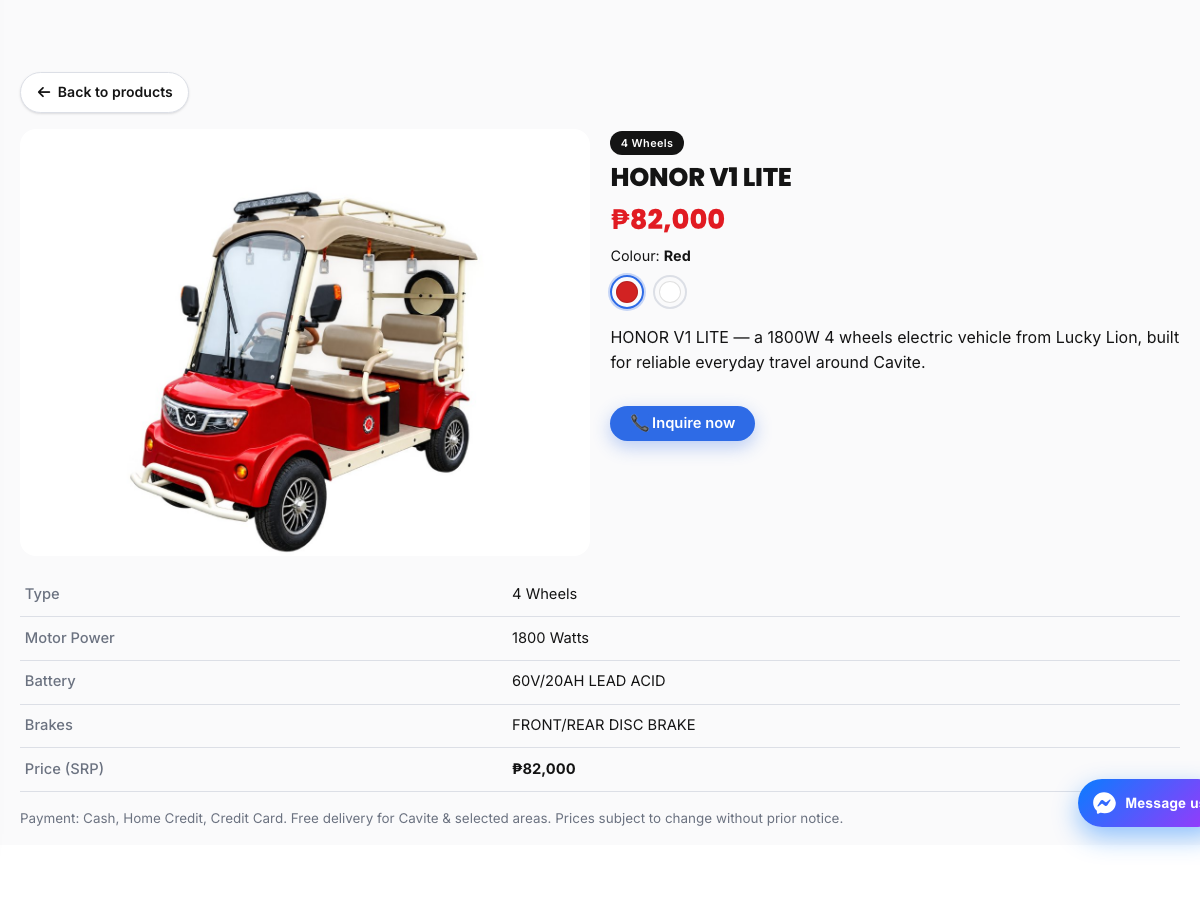 ← Back to products
4 Wheels
HONOR V1 LITE
₱82,000
Colour: Red
HONOR V1 LITE — a 1800W 4 wheels electric vehicle from Lucky Lion, built
for reliable everyday travel around Cavite.
📞 Inquire now
Type 4 Wheels
Motor Power 1800 Watts
Battery 60V/20AH LEAD ACID
Brakes FRONT/REAR DISC BRAKE
Price (SRP) ₱82,000
Payment: Cash, Home Credit, Credit Card. Free delivery for Cavite & selected areas. Prices subject to change without prior notice.
Message u